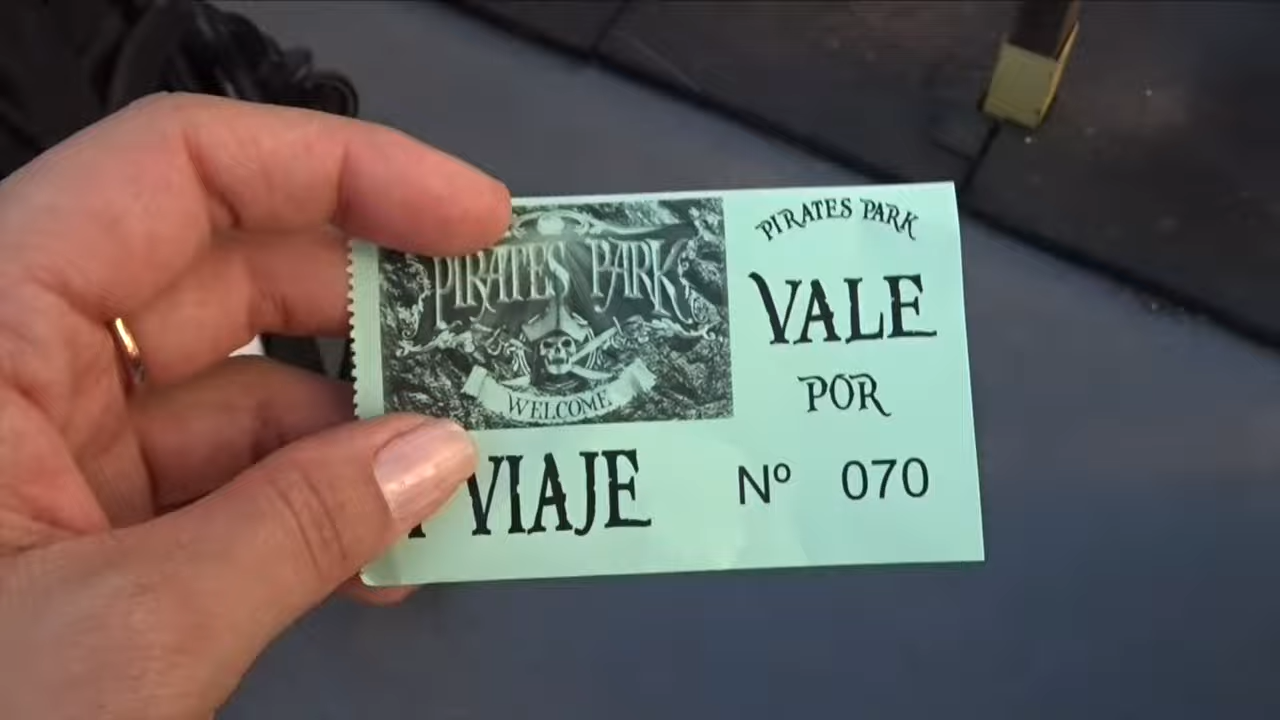 PIRATES PARK
WELCOME
PIRATES PARK
VALE
POR
VIAJE
Nº 070